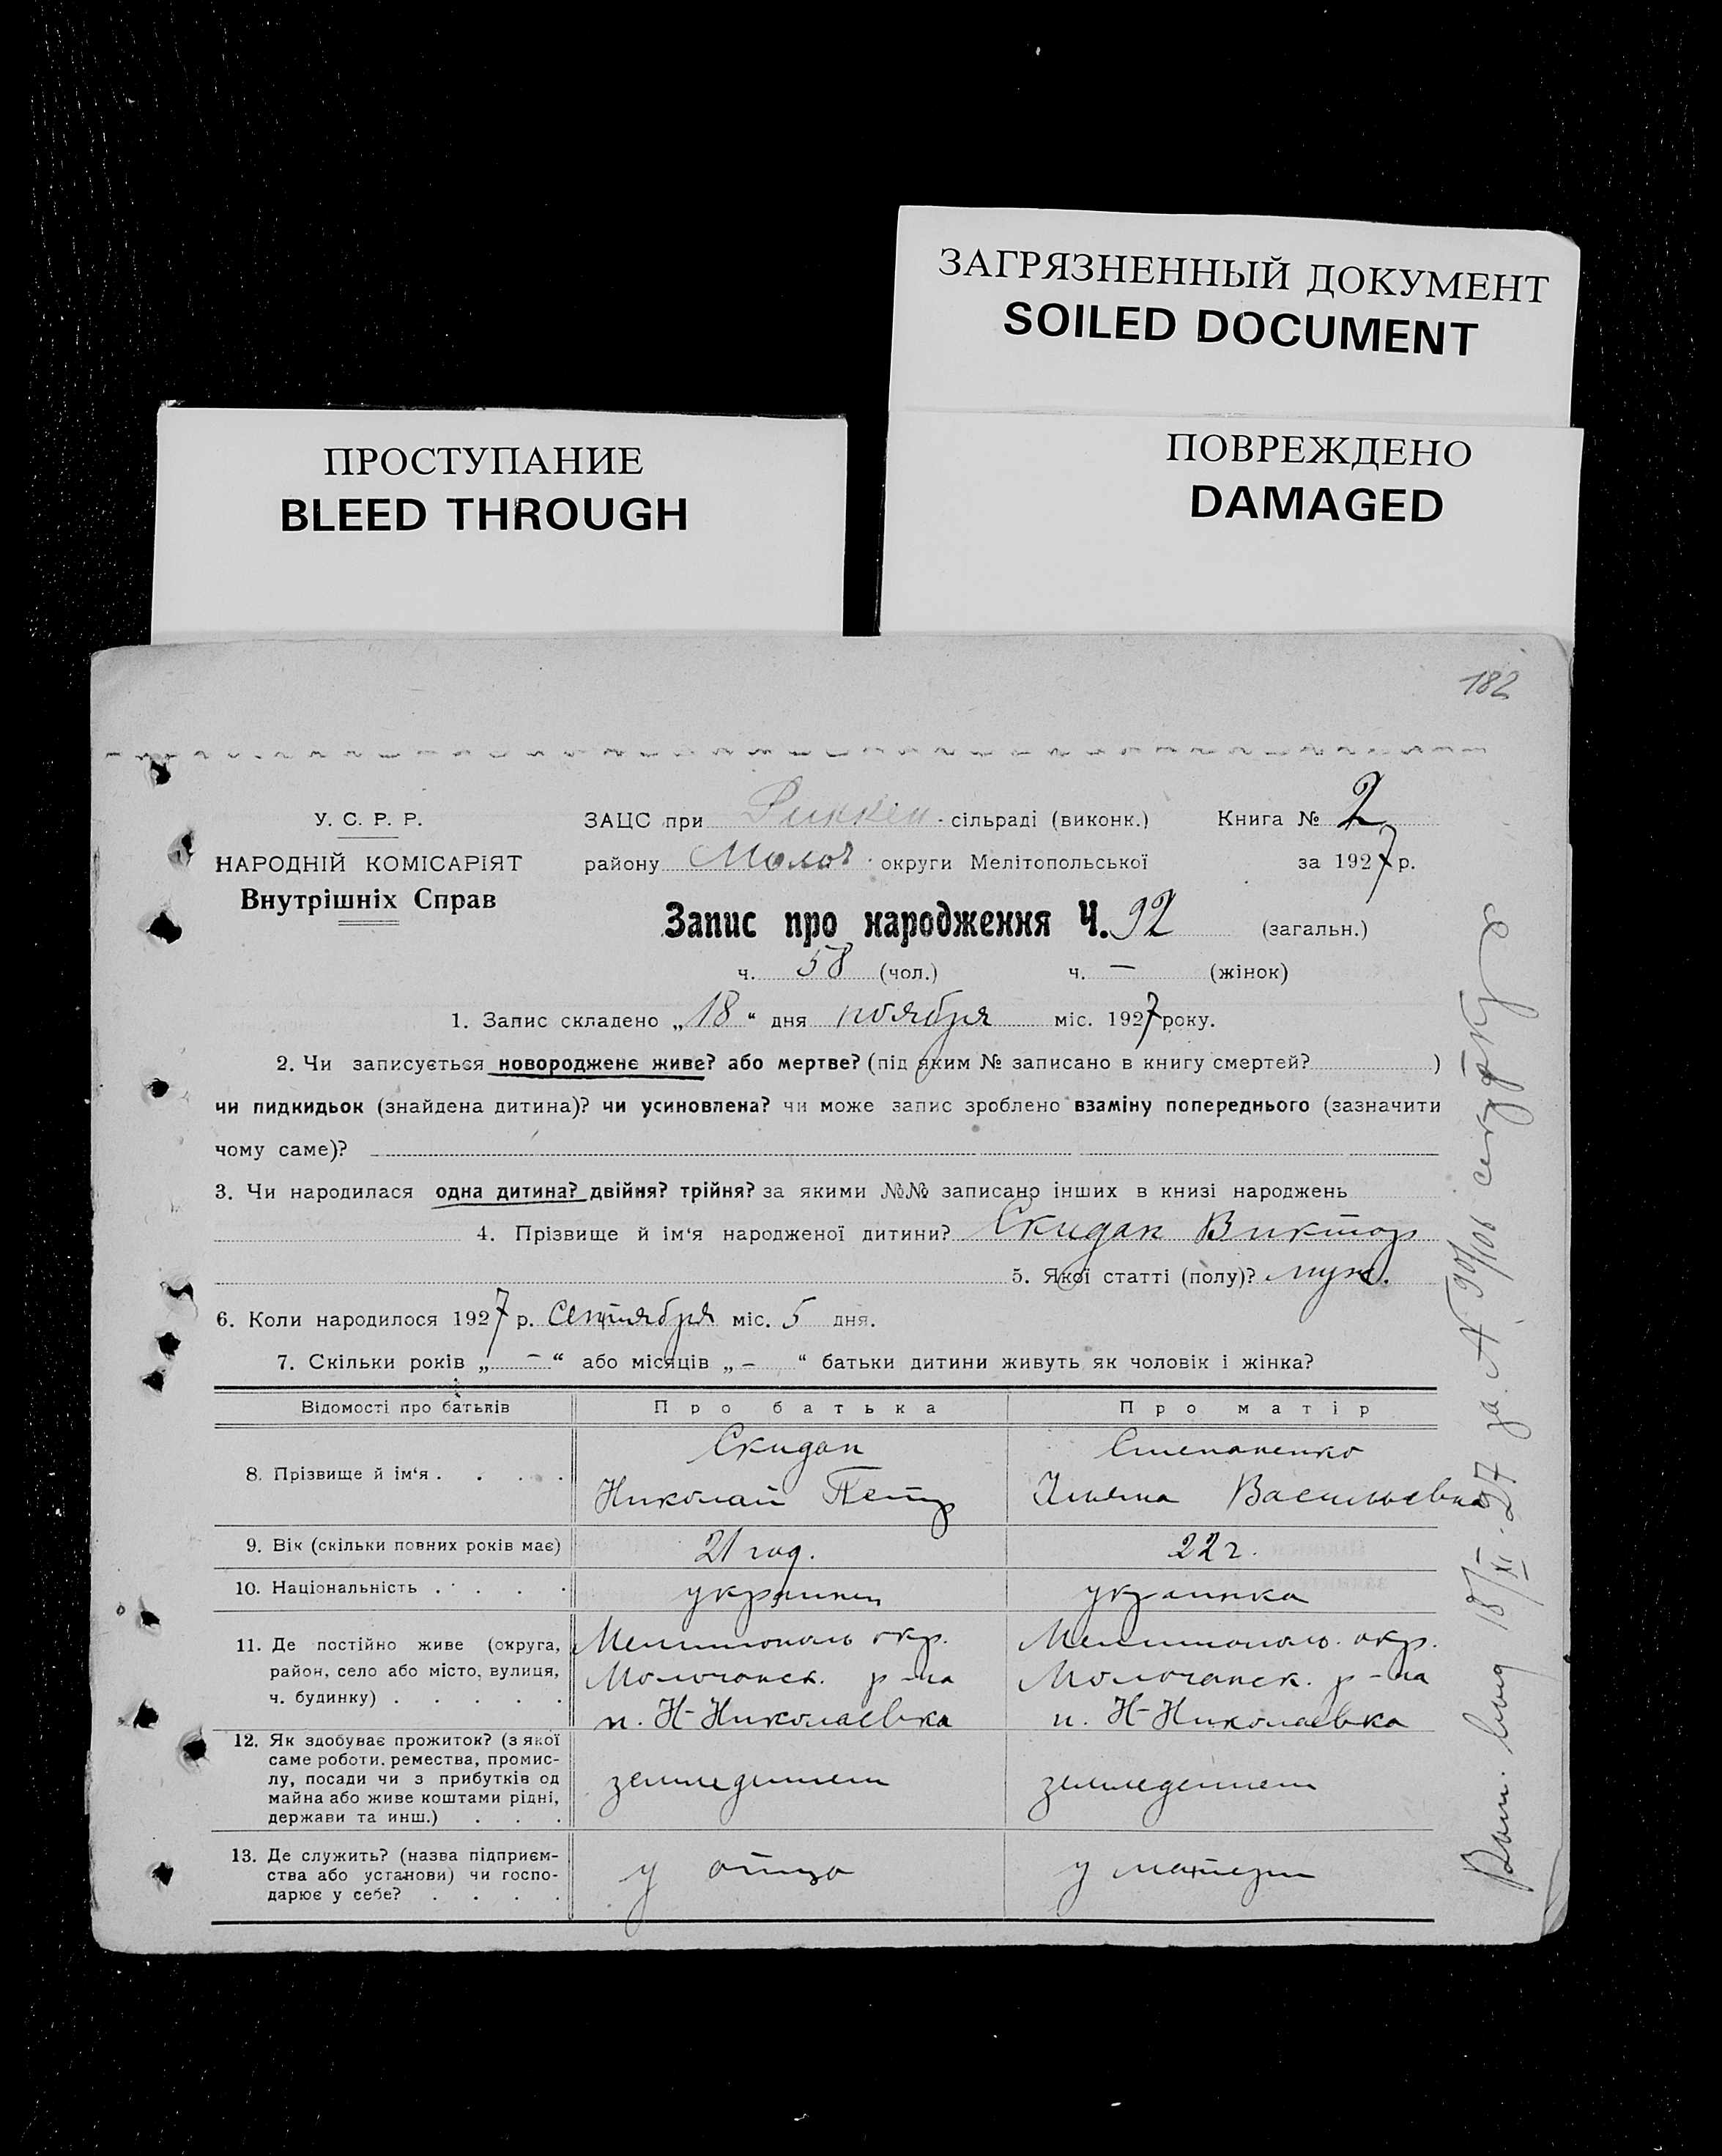 ЗАГРЯЗНЕННЫЙ ДОКУМЕНТ
SOILED DOCUMENT
ПРОСТУПАНИЕ
BLEED THROUGH
ПОВРЕЖДЕНО
DAMAGED
182
У. С. Р. Р.
НАРОДНІЙ КОМІСАРІЯТ
Внутрішніх Справ
ЗАЦС при сільраді (виконк.) Книга № 2
району Молоч. округи Мелітопольської за 1927 р.
Запис про народження Ч. 92 (загальн.)
ч. 58 (чол.) ч. — (жінок)
1. Запис складено „18“ дня ноября міс. 1927 року.
2. Чи записується новороджене живе? або мертве? (під яким № записано в книгу смертей? )
чи пидкидьок (знайдена дитина)? чи усиновлена? чи може запис зроблено взаміну попереднього (зазначити
чому саме)?
3. Чи народилася одна дитина? двійня? трійня? за якими №№ записано інших в книзі народжень
4. Прізвище й ім‘я народженої дитини? Скидан Виктор
5. Якої статті (полу)? муж.
6. Коли народилося 1927 р. Сентября міс. 5 дня.
7. Скільки років „ — “ або місяців „ — “ батьки дитини живуть як чоловік і жінка?
Відомості про батьків Про батька Про матір
8. Прізвище й ім‘я . . . . Скидан Николай Петр Степаненко Васильевна
9. Вік (скільки повних років має) 21 год. 22 г.
10. Національність . . . . украинец украинка
11. Де постійно живе (округа, район, село або місто, вулиця, ч. будинку) . . . . .
Мелитополь окр. Молочанск. р-на п. Н-Николаевка
Мелитополь. окр. Молочанск. р-на п. Н-Николаевка
12. Як здобуває прожиток? (з якої саме роботи, ремества, промислу, посади чи з прибутків од майна або живе коштами рідні, держави та инш.) . . .
земледелием земледелием
13. Де служить? (назва підприємства або установи) чи господарює у себе? . . . .
у отца у матери
18/XI-27 за №